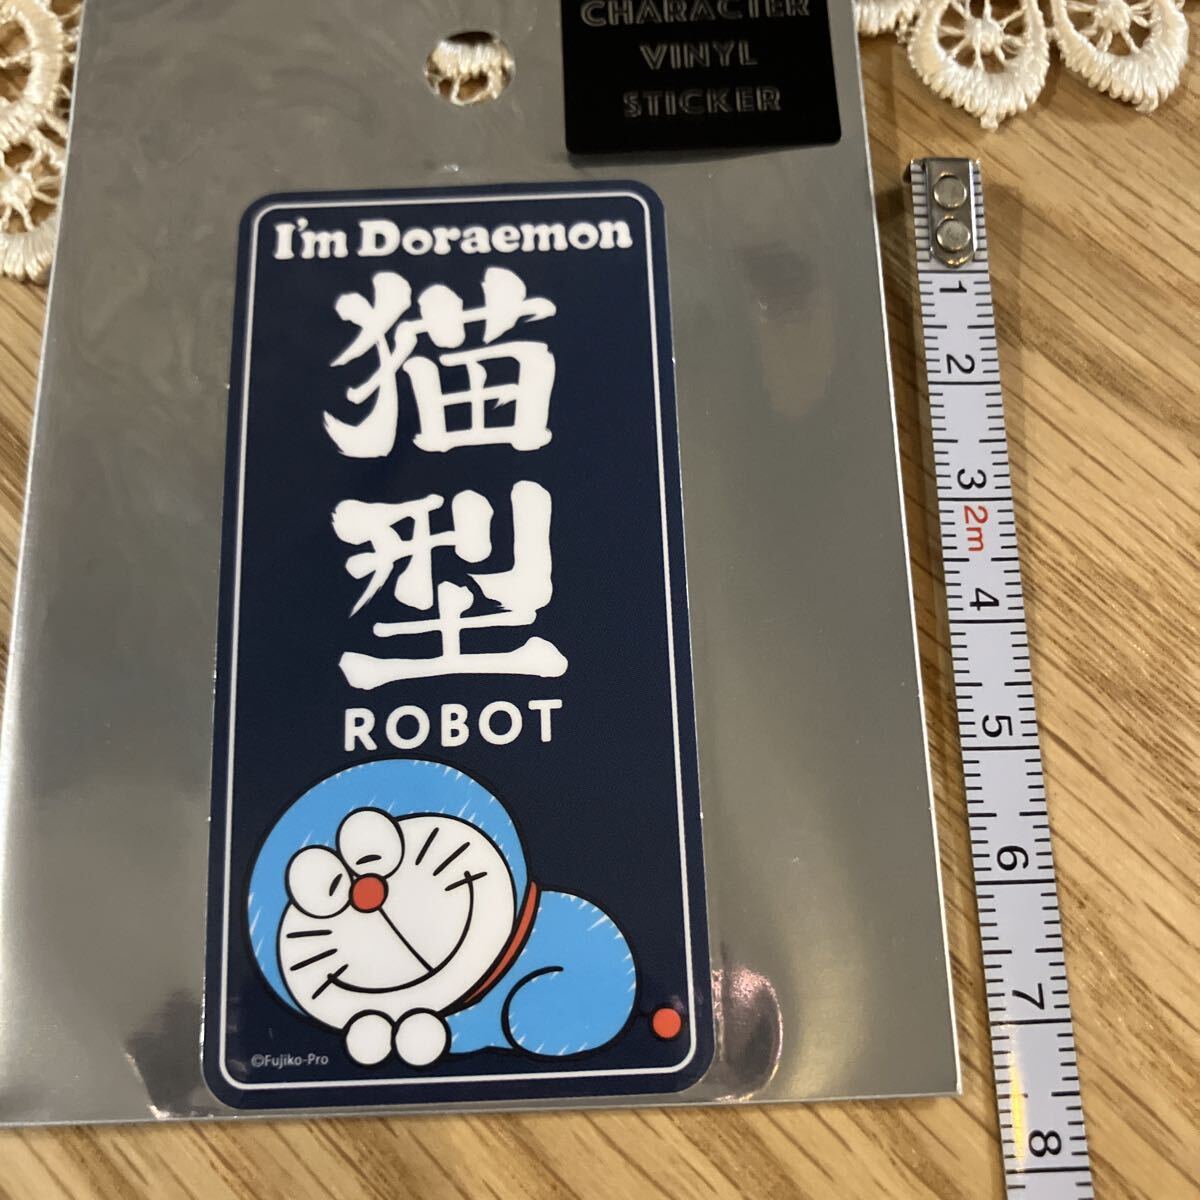 CHARACTER
VINYL
STICKER
I'm Doraemon
猫
型
ROBOT
©Fujiko-Pro
1
2
3
2m
4
5
6
7
8